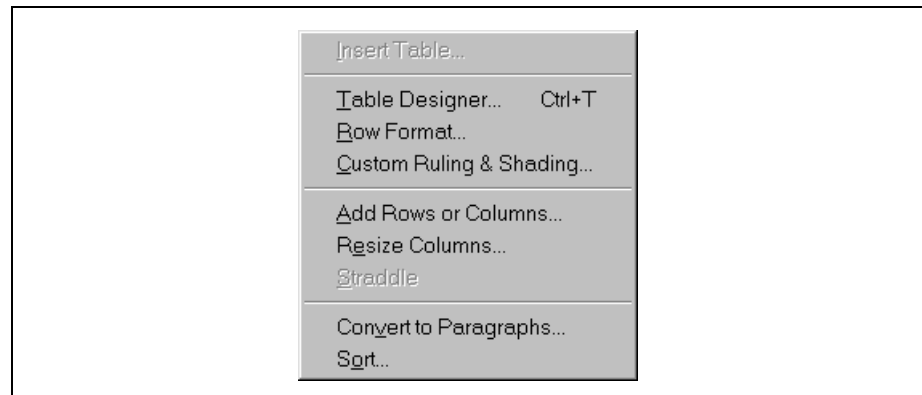 Insert Table...
Table Designer... Ctrl+T
Row Format...
Custom Ruling & Shading...
Add Rows or Columns...
Resize Columns...
Straddle
Convert to Paragraphs...
Sort...